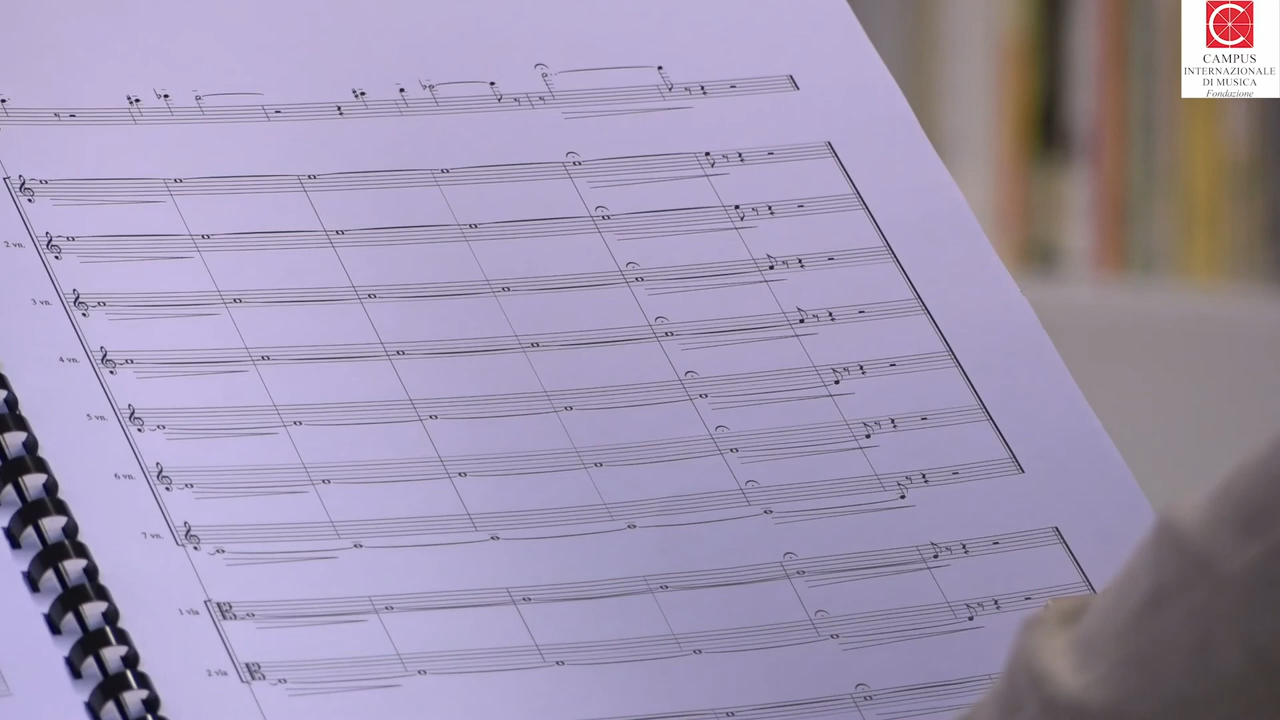 CAMPUS
INTERNAZIONALE
DI MUSICA
Fondazione
2 vn.
3 vn.
4 vn.
5 vn.
6 vn.
7 vn.
1 vla
2 vla